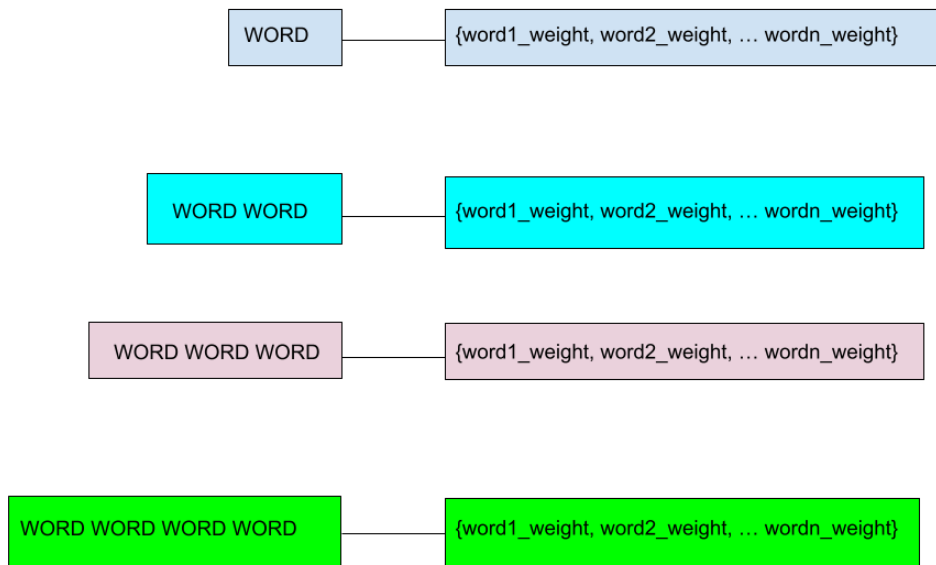 WORD {word1_weight, word2_weight, … wordn_weight}
WORD WORD {word1_weight, word2_weight, … wordn_weight}
WORD WORD WORD {word1_weight, word2_weight, … wordn_weight}
WORD WORD WORD WORD {word1_weight, word2_weight, … wordn_weight}